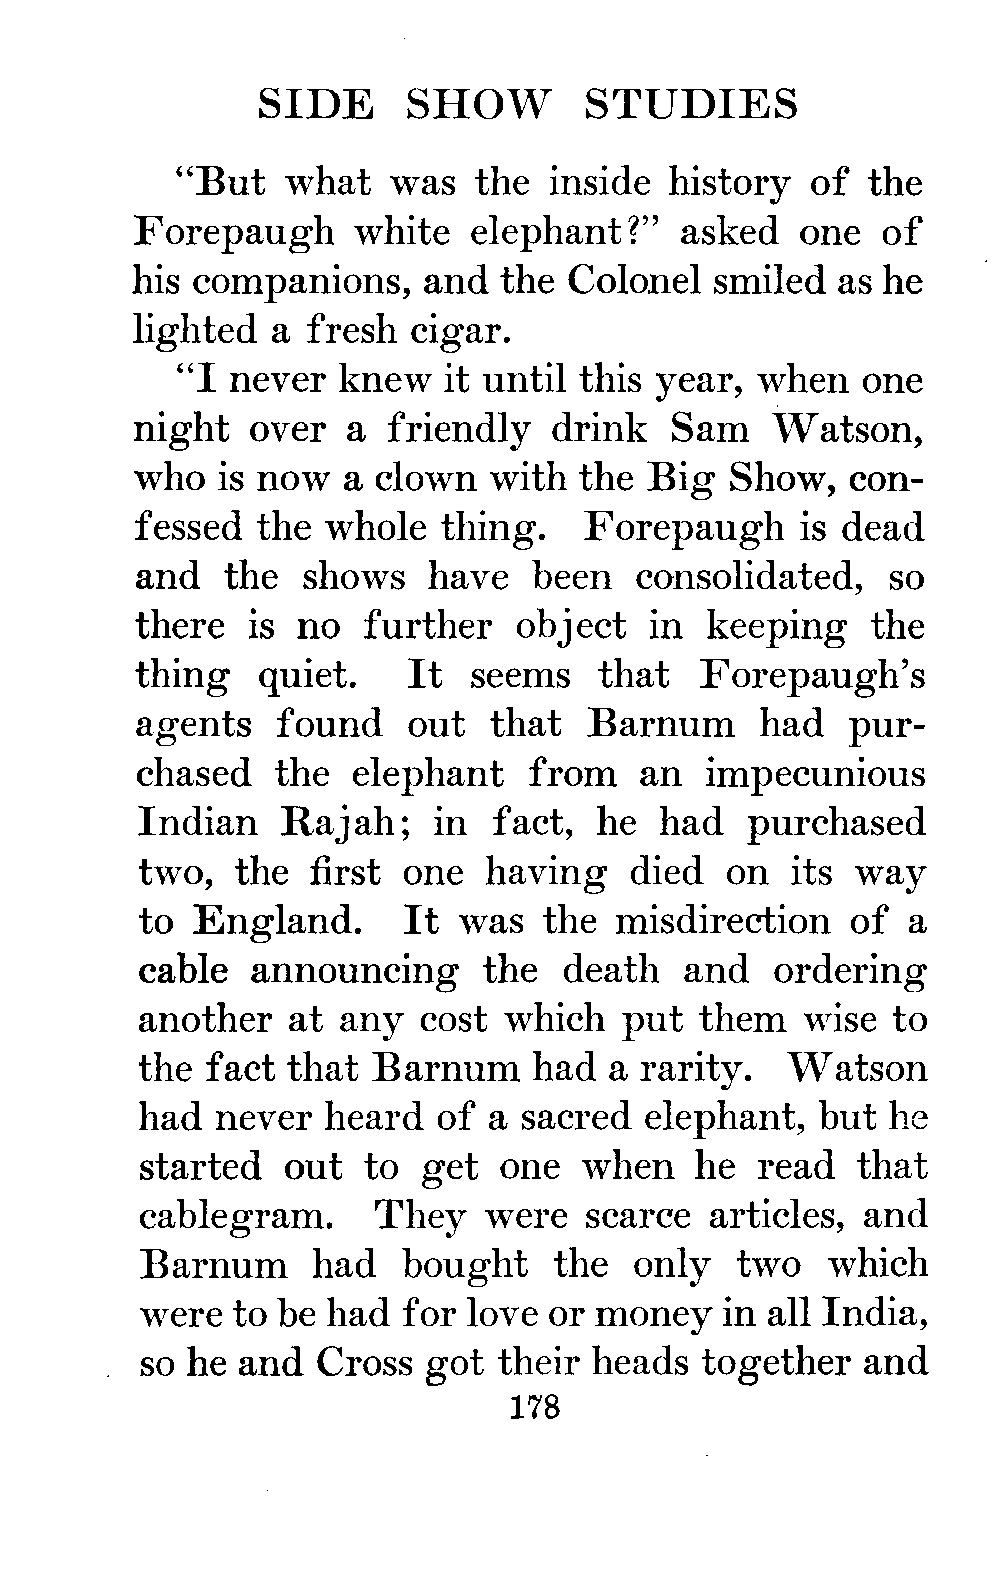 SIDE SHOW STUDIES
“But what was the inside history of the
Forepaugh white elephant?” asked one of
his companions, and the Colonel smiled as he
lighted a fresh cigar.
“I never knew it until this year, when one
night over a friendly drink Sam Watson,
who is now a clown with the Big Show, con-
fessed the whole thing. Forepaugh is dead
and the shows have been consolidated, so
there is no further object in keeping the
thing quiet. It seems that Forepaugh’s
agents found out that Barnum had pur-
chased the elephant from an impecunious
Indian Rajah; in fact, he had purchased
two, the first one having died on its way
to England. It was the misdirection of a
cable announcing the death and ordering
another at any cost which put them wise to
the fact that Barnum had a rarity. Watson
had never heard of a sacred elephant, but he
started out to get one when he read that
cablegram. They were scarce articles, and
Barnum had bought the only two which
were to be had for love or money in all India,
so he and Cross got their heads together and
178